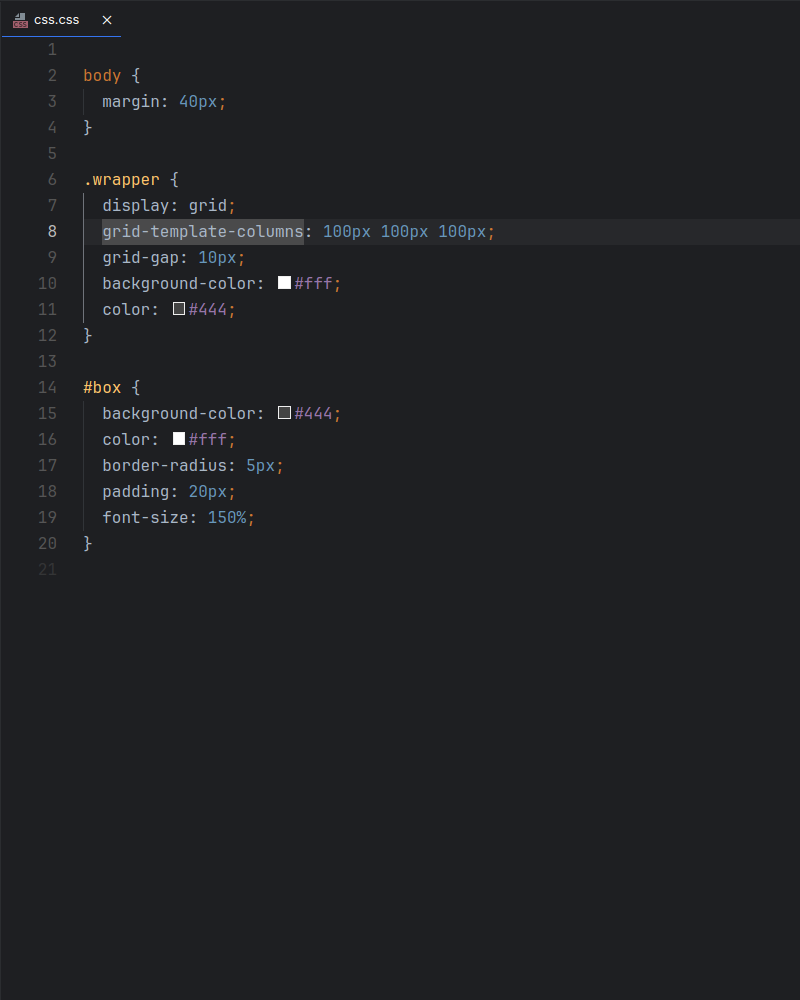 css.css
1
2 body {
3   margin: 40px;
4 }
5
6 .wrapper {
7   display: grid;
8   grid-template-columns: 100px 100px 100px;
9   grid-gap: 10px;
10   background-color: #fff;
11   color: #444;
12 }
13
14 #box {
15   background-color: #444;
16   color: #fff;
17   border-radius: 5px;
18   padding: 20px;
19   font-size: 150%;
20 }
21